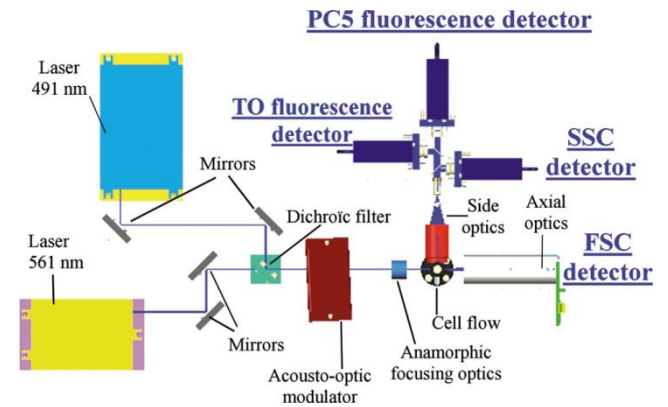 PC5 fluorescence detector
Laser
491 nm
TO fluorescence
detector
SSC
detector
Mirrors
Side
optics
Axial
optics
Dichroïc filter
FSC
detector
Laser
561 nm
Mirrors
Cell flow
Anamorphic
focusing optics
Acousto-optic
modulator